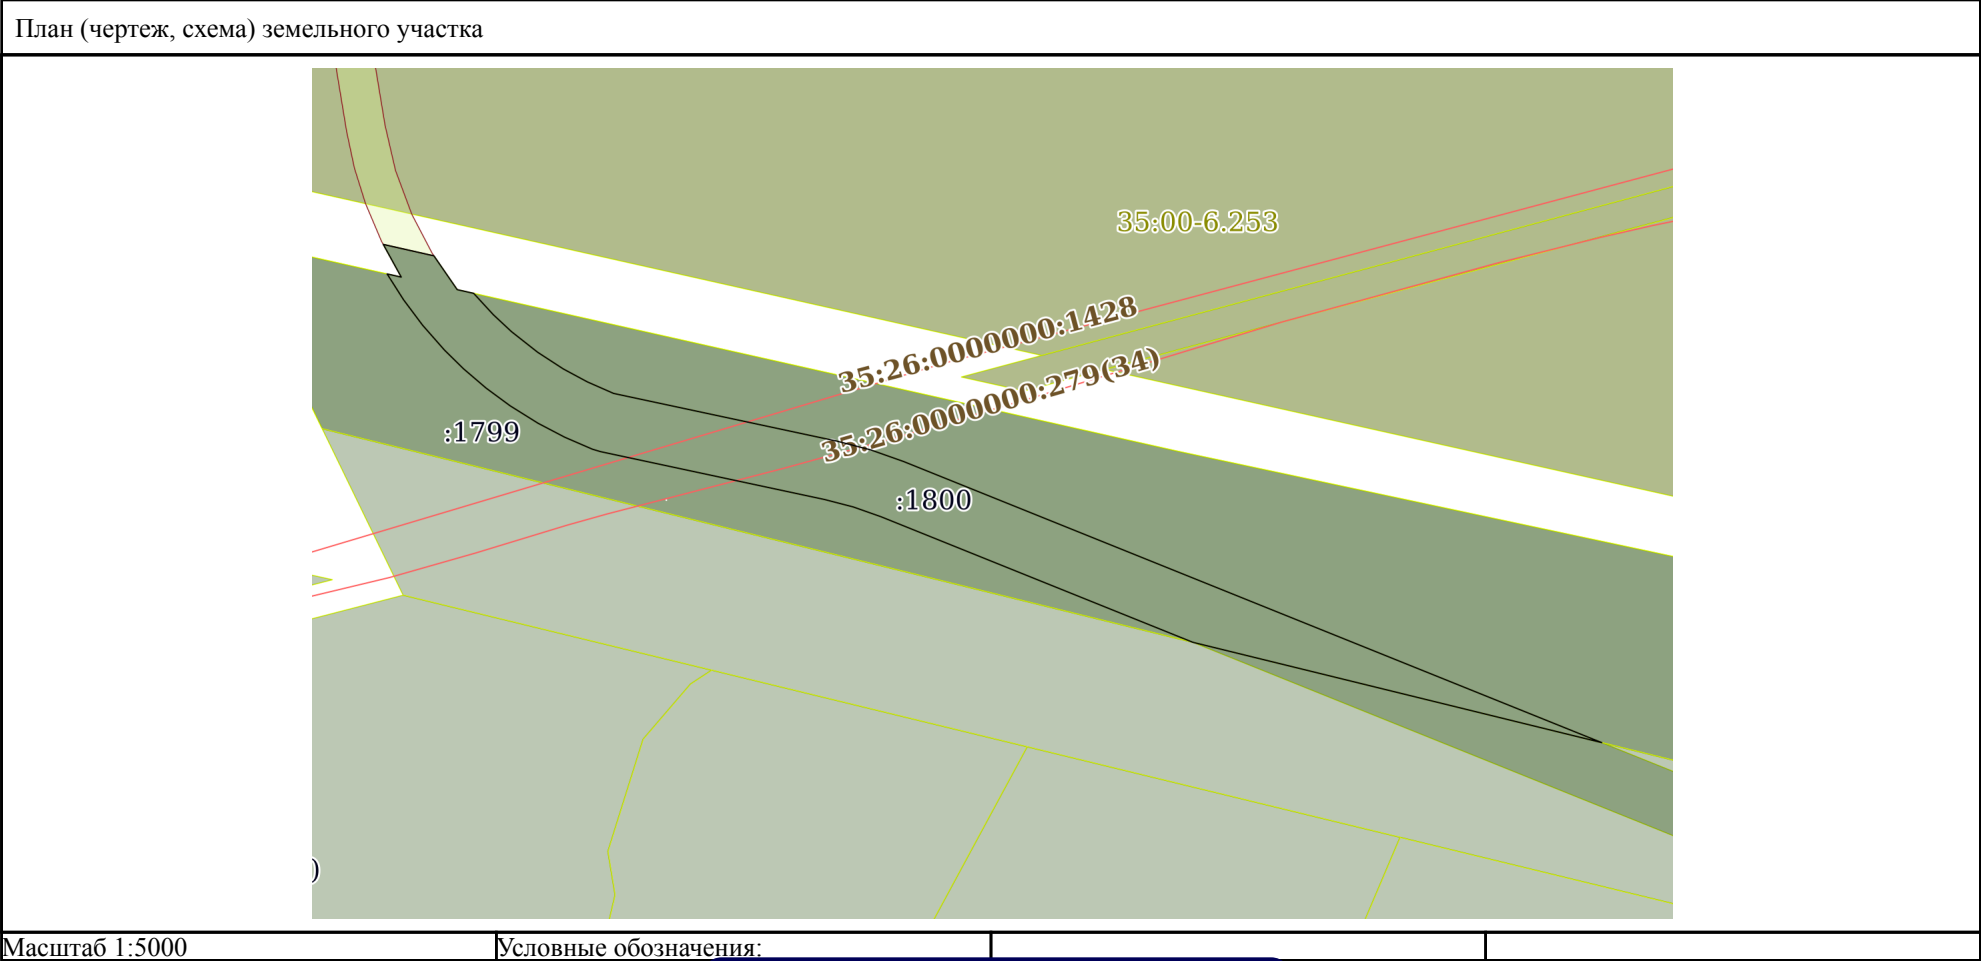 План (чертеж, схема) земельного участка
35:00-6.253
35:26:0000000:1428
35:26:0000000:279(34)
:1799
:1800
)
Масштаб 1:5000
Условные обозначения: